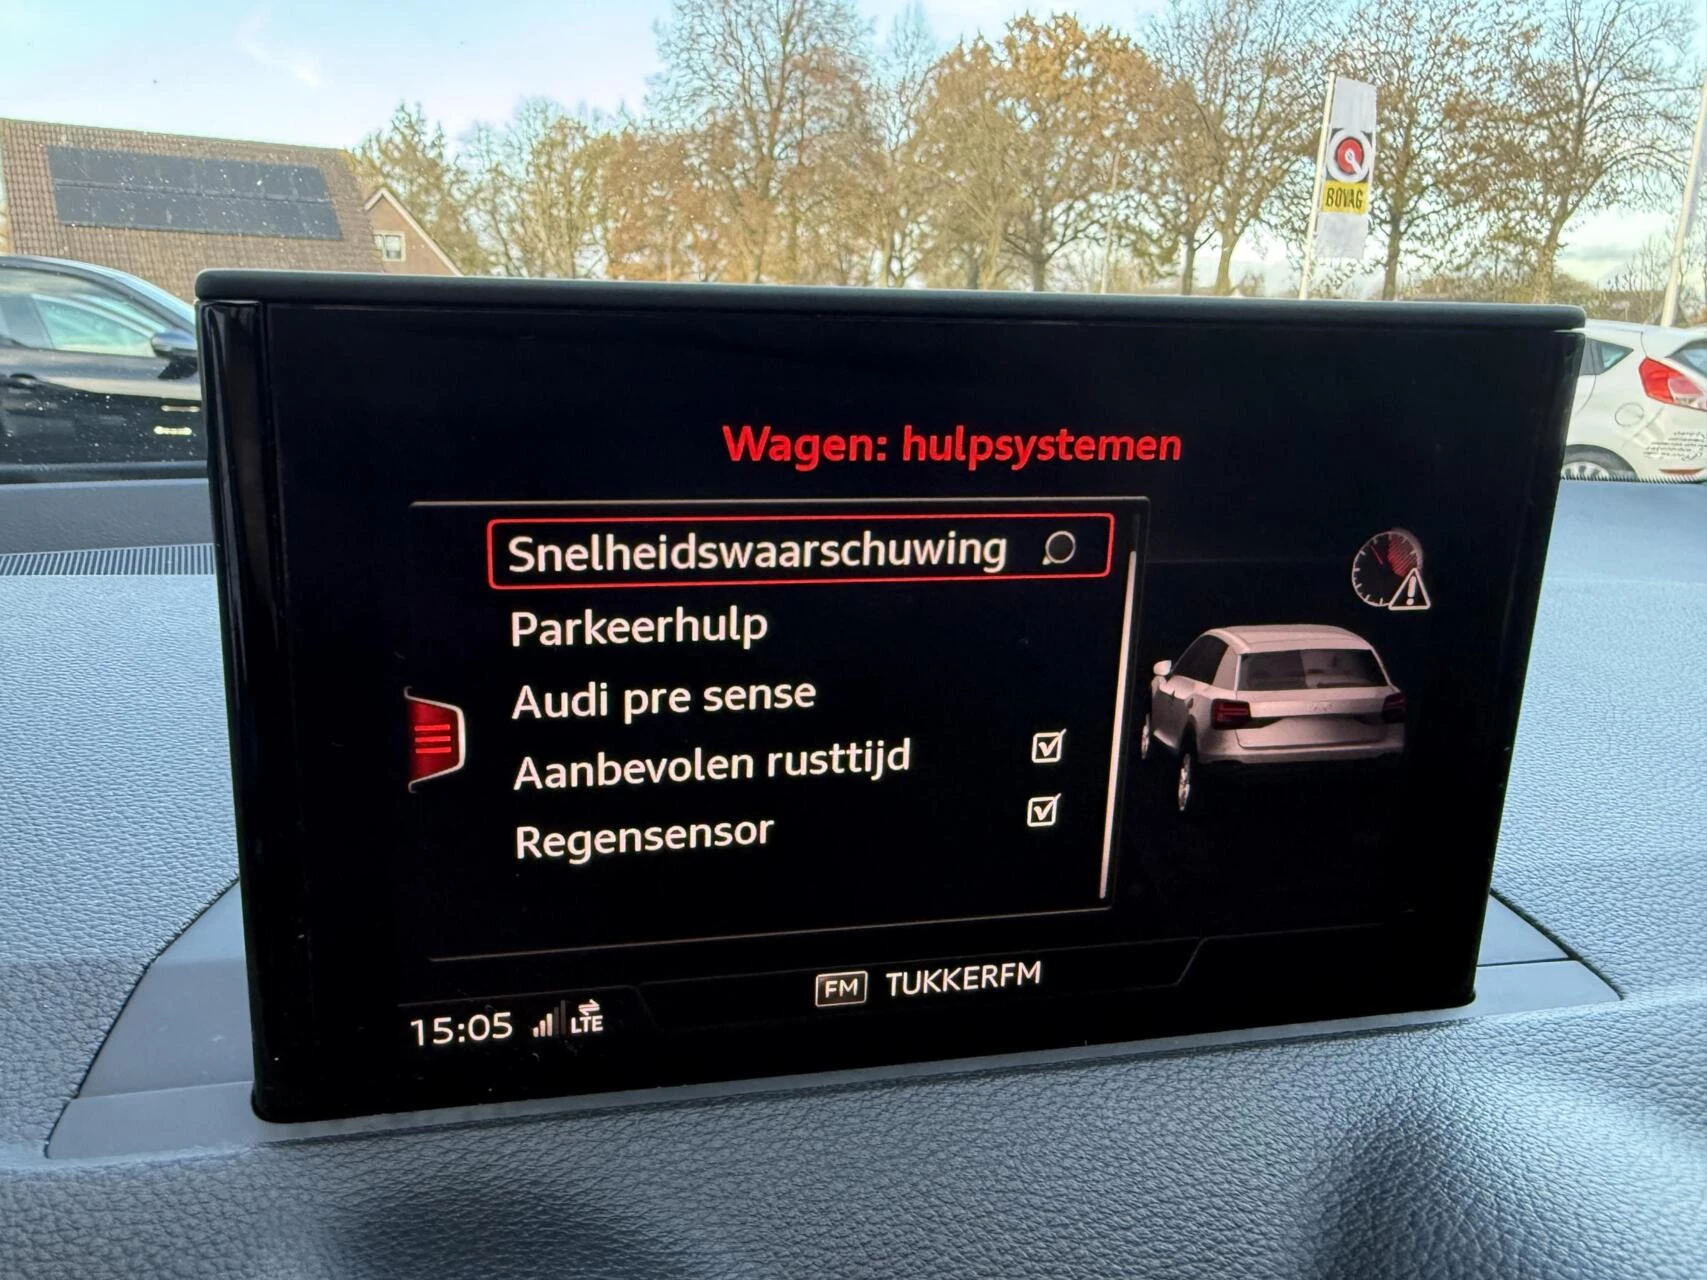 BOVAG
Wagen: hulpsystemen
Snelheidswaarschuwing
Parkeerhulp
Audi pre sense
Aanbevolen rusttijd
Regensensor
FM TUKKERFM
15:05 LTE